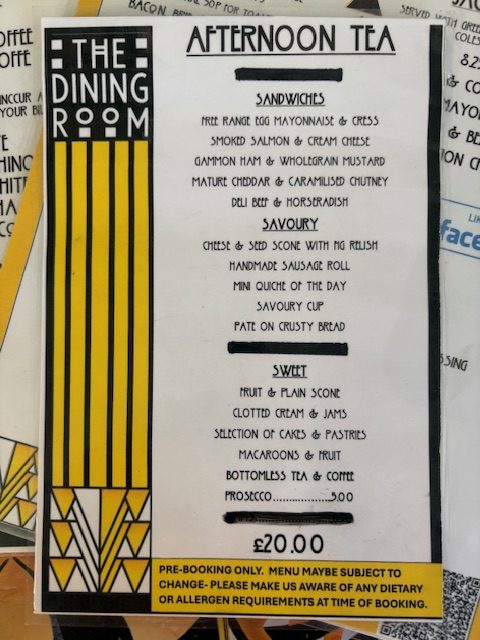 THE
DINING
ROOM
AFTERNOON TEA
SANDWICHES
FREE RANGE EGG MAYONNAISE & CRESS
SMOKED SALMON & CREAM CHEESE
GAMMON HAM & WHOLEGRAIN MUSTARD
MATURE CHEDDAR & CARAMILISED CHUTNEY
DELI BEEF & HORSERADISH
SAVOURY
CHEESE & SEED SCONE WITH FIG RELISH
HANDMADE SAUSAGE ROLL
MINI QUICHE OF THE DAY
SAVOURY CUP
PATE ON CRUSTY BREAD
SWEET
FRUIT & PLAIN SCONE
CLOTTED CREAM & JAMS
SELECTION OF CAKES & PASTRIES
MACAROONS & FRUIT
BOTTOMLESS TEA & COFFEE
PROSECCO..................5.00
£20.00
PRE-BOOKING ONLY. MENU MAYBE SUBJECT TO
CHANGE- PLEASE MAKE US AWARE OF ANY DIETARY
OR ALLERGEN REQUIREMENTS AT TIME OF BOOKING.